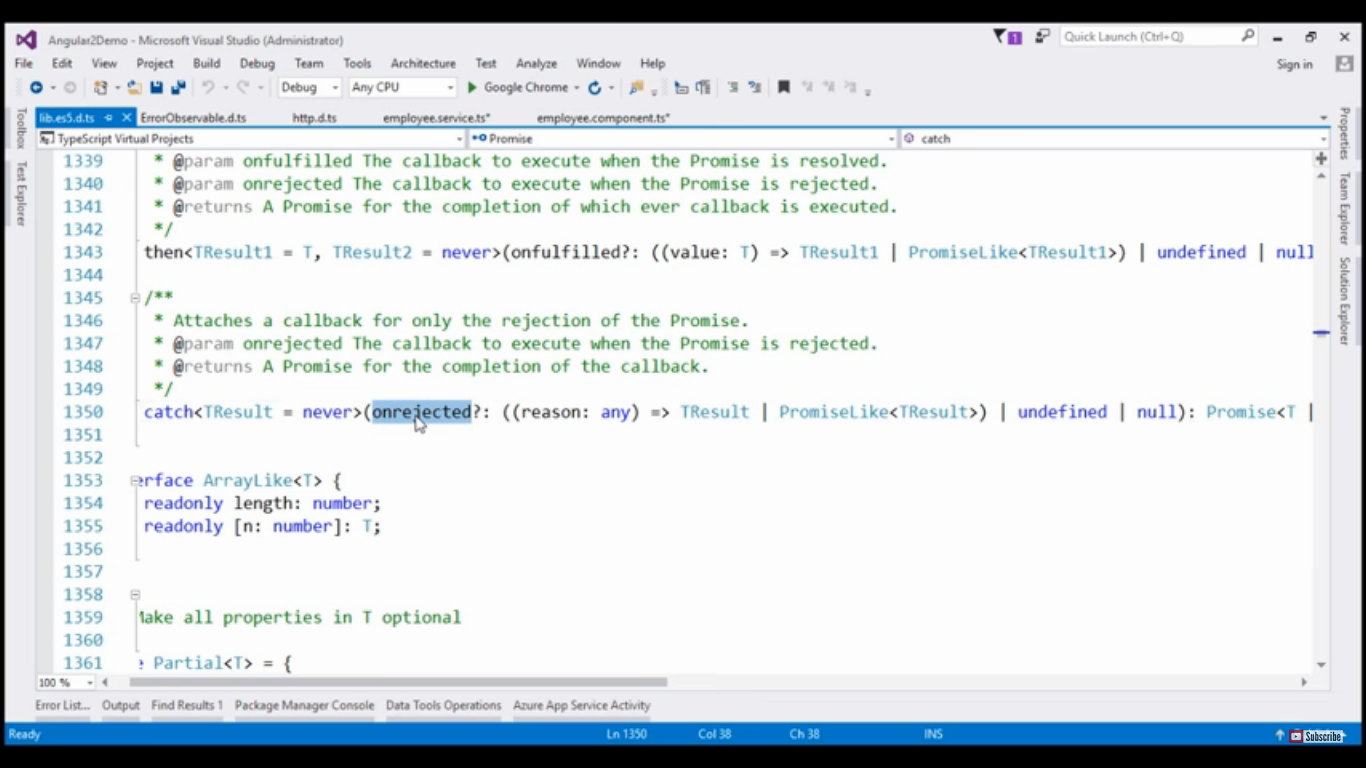 Angular2Demo - Microsoft Visual Studio (Administrator)
1
Quick Launch (Ctrl+Q)
File Edit View Project Build Debug Team Tools Architecture Test Analyze Window Help
Sign in
Debug Any CPU Google Chrome
lib.es5.d.ts ErrorObservable.d.ts http.d.ts employee.service.ts* employee.component.ts*
TypeScript Virtual Projects Promise catch
Toolbox
Test Explorer
1339 * @param onfulfilled The callback to execute when the Promise is resolved.
1340 * @param onrejected The callback to execute when the Promise is rejected.
1341 * @returns A Promise for the completion of which ever callback is executed.
1342 */
1343 then<TResult1 = T, TResult2 = never>(onfulfilled?: ((value: T) => TResult1 | PromiseLike<TResult1>) | undefined | null
1344
1345 /**
1346 * Attaches a callback for only the rejection of the Promise.
1347 * @param onrejected The callback to execute when the Promise is rejected.
1348 * @returns A Promise for the completion of the callback.
1349 */
1350 catch<TResult = never>(onrejected?: ((reason: any) => TResult | PromiseLike<TResult>) | undefined | null): Promise<T |
1351
1352
1353 erface ArrayLike<T> {
1354 readonly length: number;
1355 readonly [n: number]: T;
1356
1357
1358
1359 Make all properties in T optional
1360
1361 e Partial<T> = {
Properties
Team Explorer
Solution Explorer
100 %
Error List... Output Find Results 1 Package Manager Console Data Tools Operations Azure App Service Activity
Ready Ln 1350 Col 38 Ch 38 INS
Subscribe